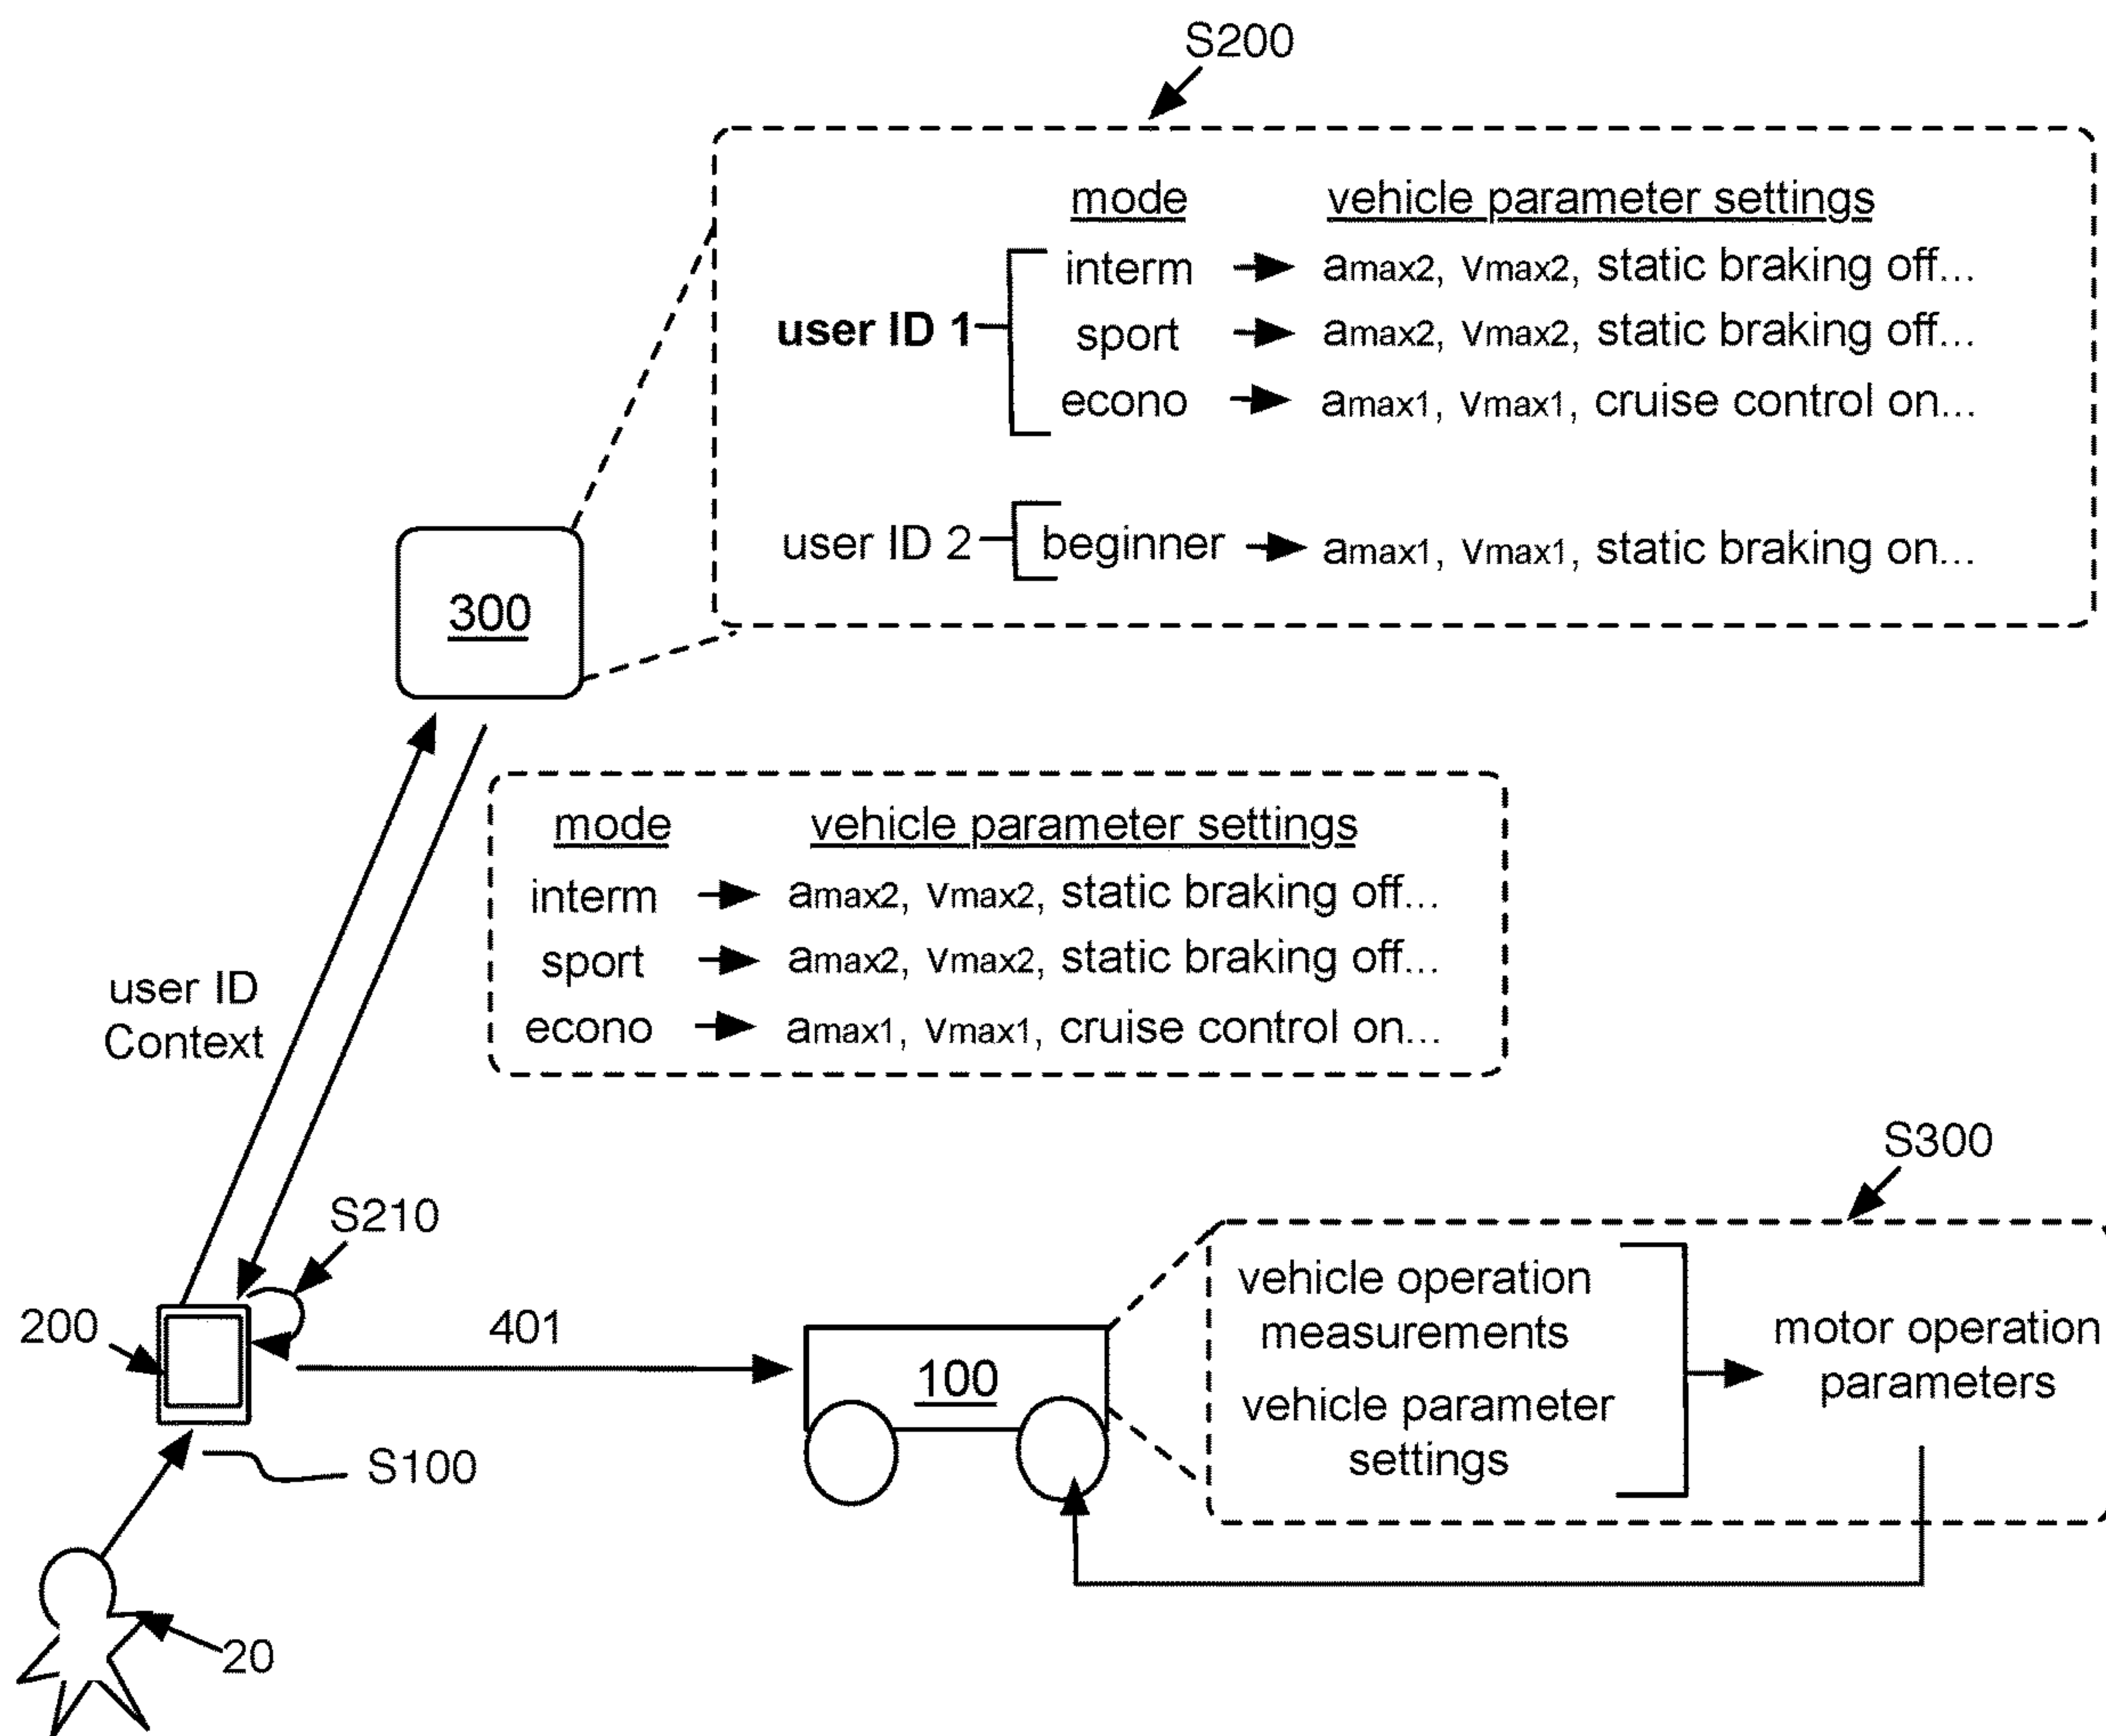 S200
mode vehicle parameter settings
interm amax2, vmax2, static braking off...
user ID 1
sport amax2, vmax2, static braking off...
econo amax1, vmax1, cruise control on...
user ID 2 beginner amax1, vmax1, static braking on...
300
mode vehicle parameter settings
interm amax2, vmax2, static braking off...
sport amax2, vmax2, static braking off...
econo amax1, vmax1, cruise control on...
user ID
Context
S300
S210
200
401
100
vehicle operation
measurements
vehicle parameter
settings
motor operation
parameters
S100
20